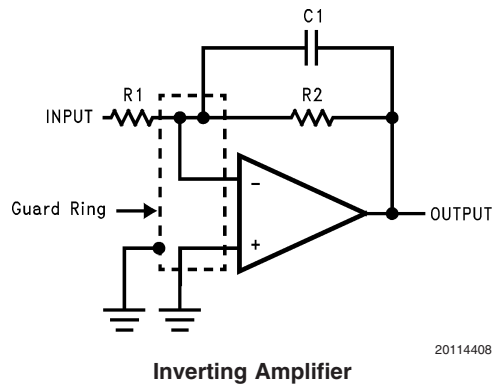 C1
R1
R2
INPUT
−
Guard Ring
OUTPUT
+
20114408
Inverting Amplifier